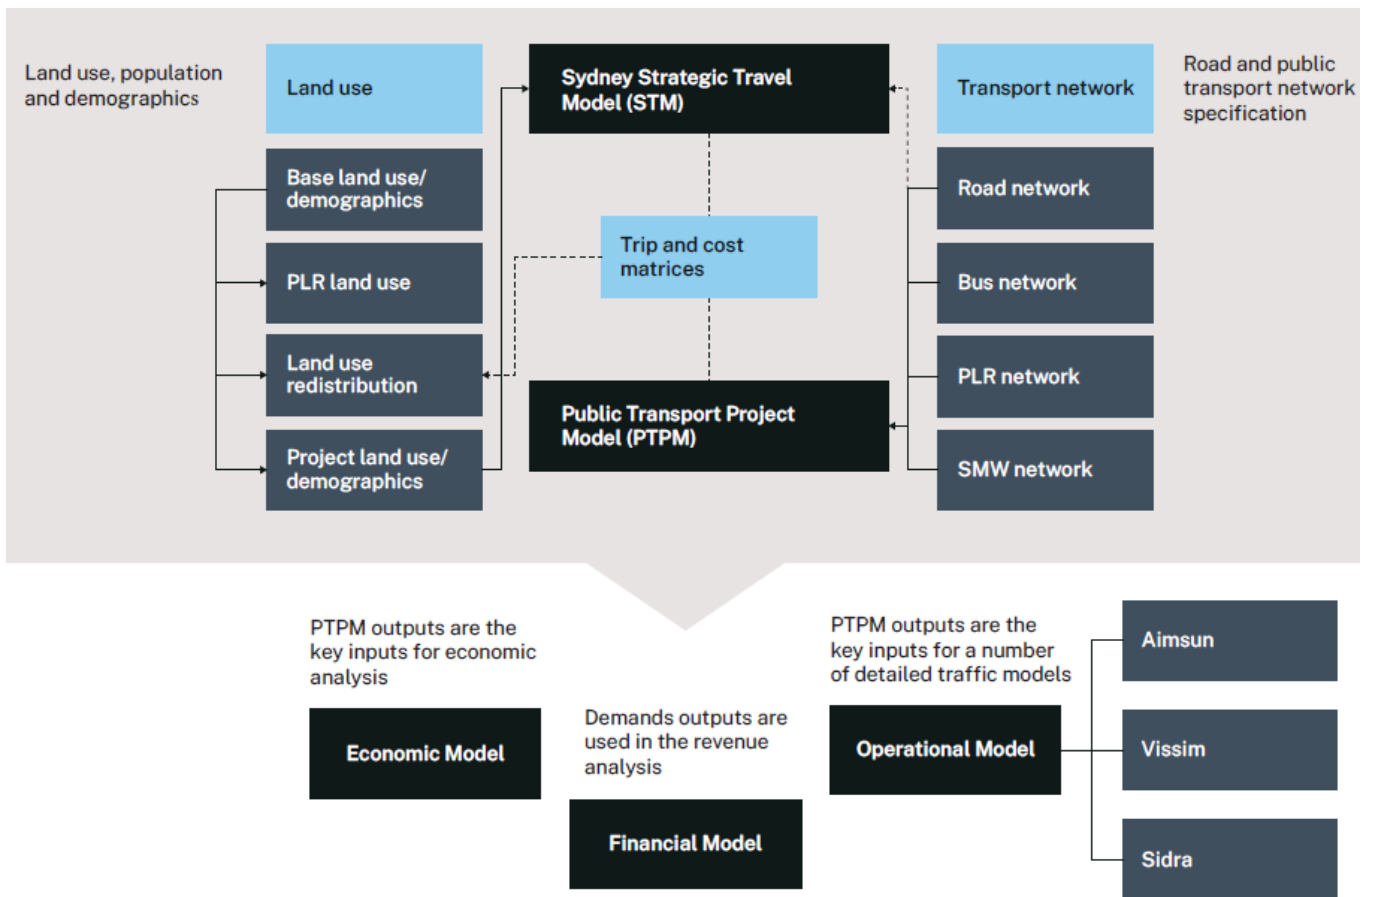 Land use, population
and demographics
Land use
Base land use/
demographics
PLR land use
Land use
redistribution
Project land use/
demographics
Sydney Strategic Travel
Model (STM)
Trip and cost
matrices
Public Transport Project
Model (PTPM)
Transport network
Road network
Bus network
PLR network
SMW network
Road and public
transport network
specification
PTPM outputs are the
key inputs for economic
analysis
Economic Model
Demands outputs are
used in the revenue
analysis
Financial Model
PTPM outputs are the
key inputs for a number
of detailed traffic models
Operational Model
Aimsun
Vissim
Sidra